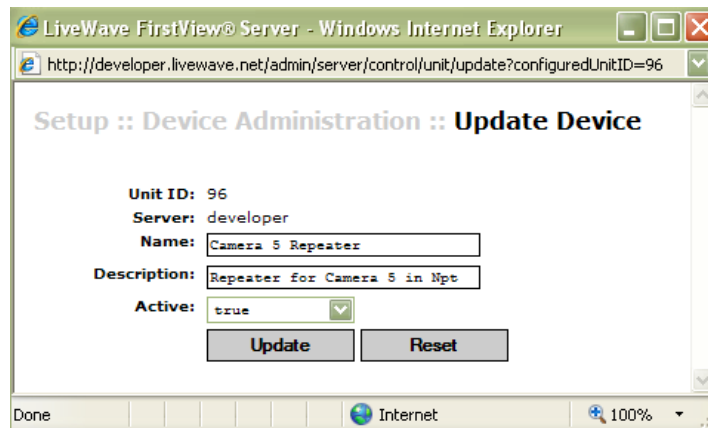 LiveWave FirstView® Server - Windows Internet Explorer
http://developer.livewave.net/admin/server/control/unit/update?configuredUnitID=96
Setup :: Device Administration :: Update Device
Unit ID: 96
Server: developer
Name: Camera 5 Repeater
Description: Repeater for Camera 5 in Npt
Active: true
Update Reset
Done Internet 100%